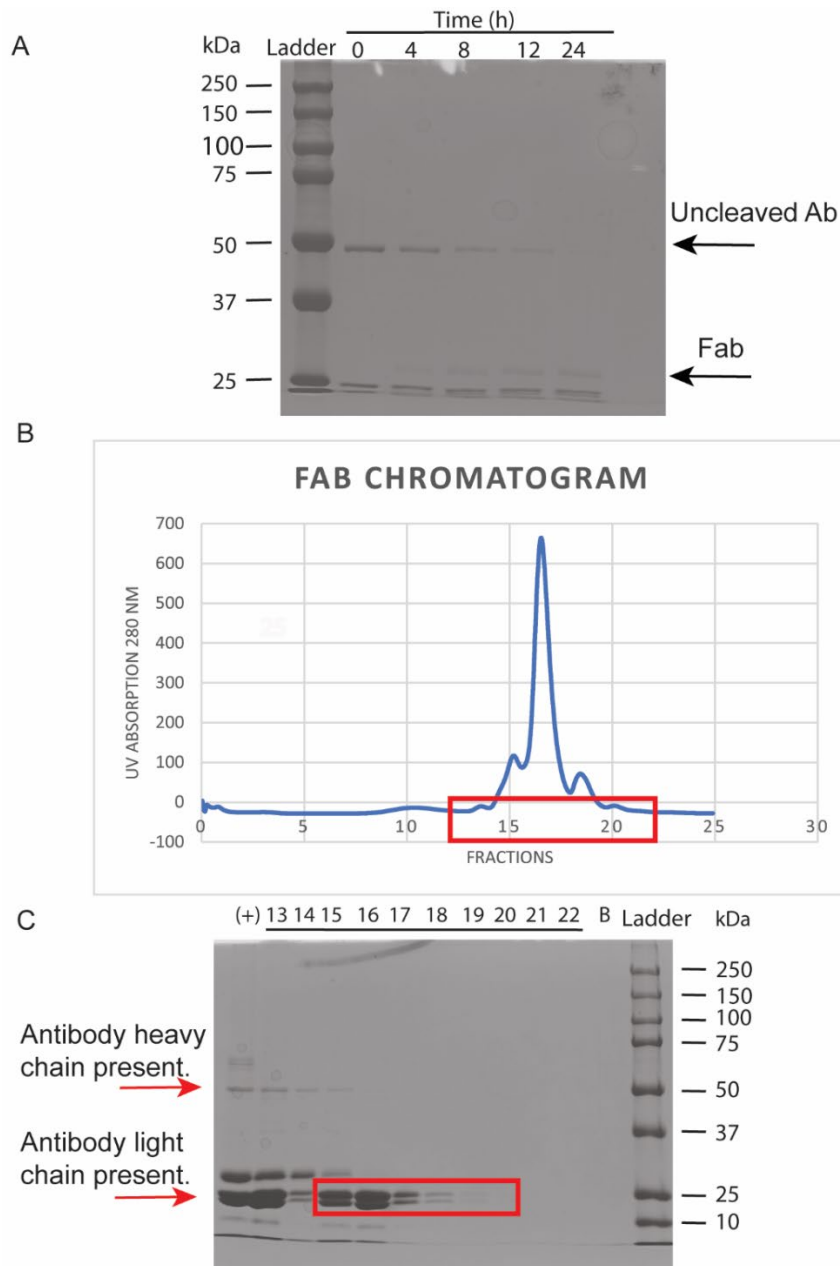 A
Time (h)
kDa Ladder 0 4 8 12 24
250
150
100
75
50
37
25
Uncleaved Ab
Fab
B
FAB CHROMATOGRAM
UV ABSORPTION 280 NM
700
600
500
400
300
200
100
0
-100
0 5 10 15 20 25 30
FRACTIONS
C
(+) 13 14 15 16 17 18 19 20 21 22 B Ladder kDa
Antibody heavy
chain present.
Antibody light
chain present.
250
150
100
75
50
37
25
10